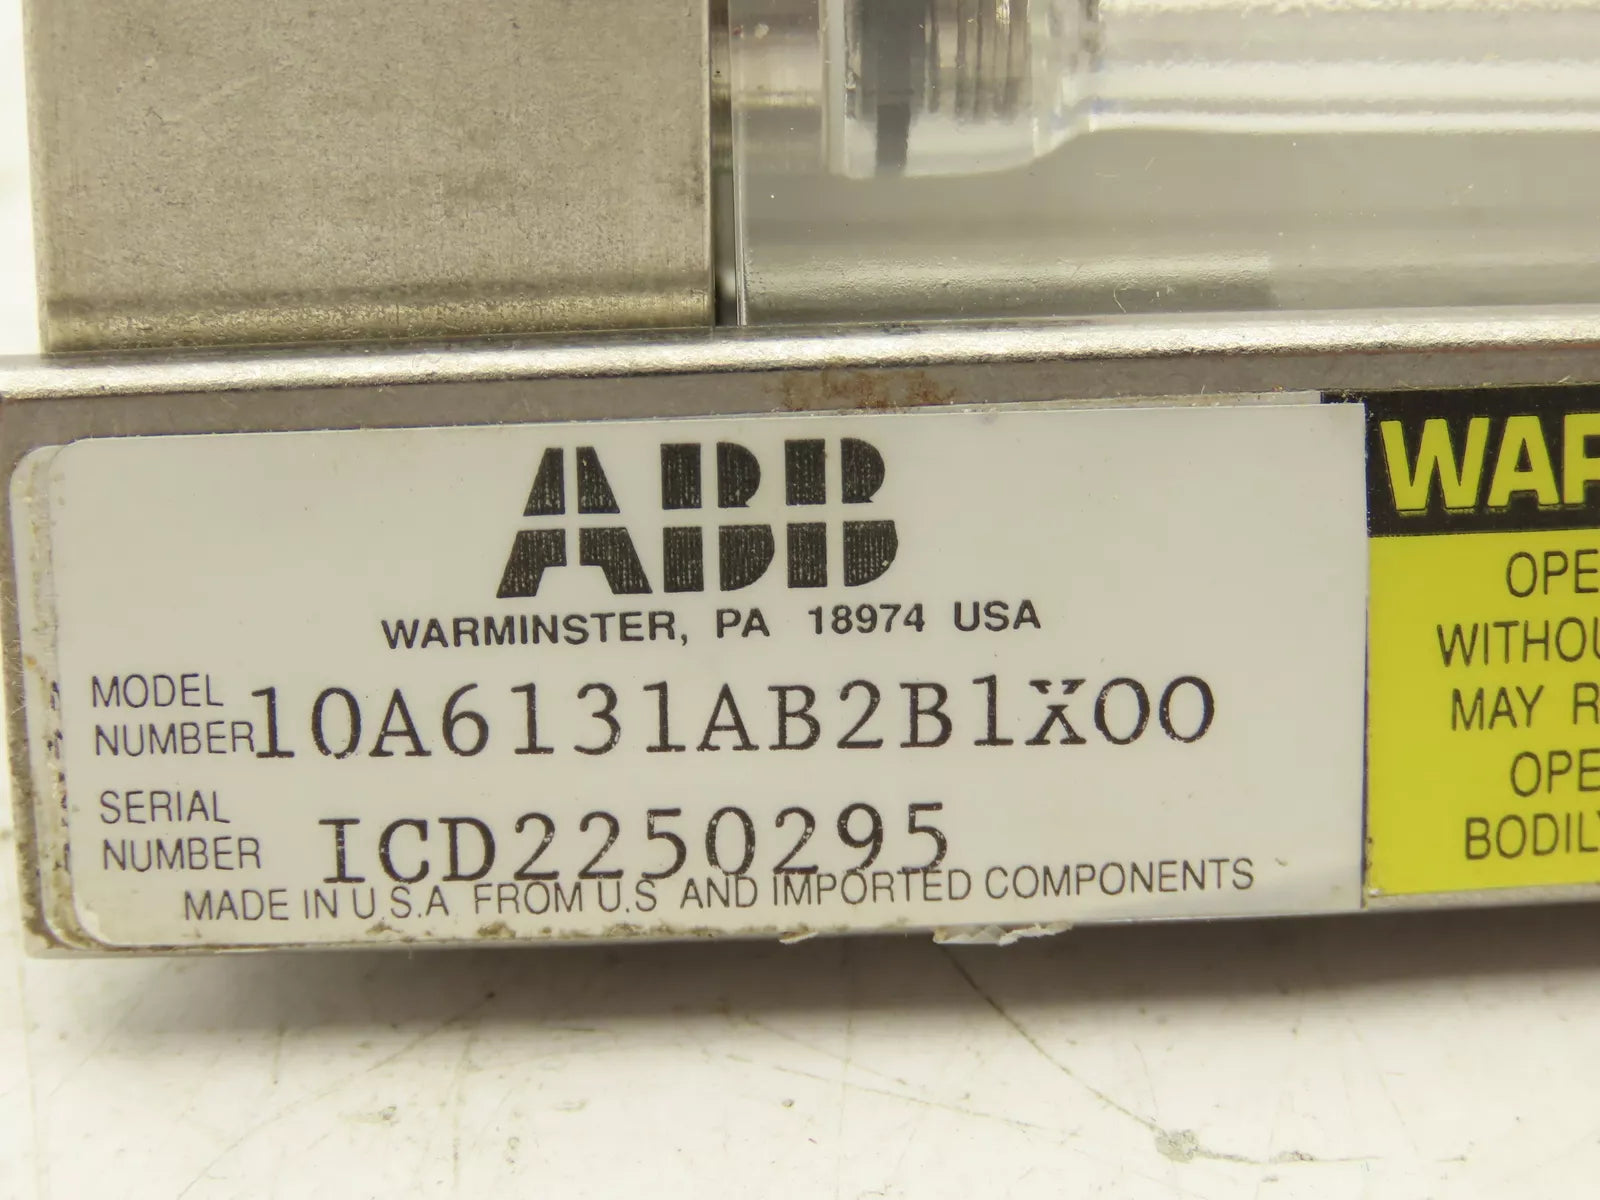 ABB
WARMINSTER, PA 18974 USA
MODEL
NUMBER 10A6131AB2B1X00
SERIAL
NUMBER ICD2250295
MADE IN U.S.A FROM U.S AND IMPORTED COMPONENTS
WAR
OPE
WITHOU
MAY R
OPE
BODILY